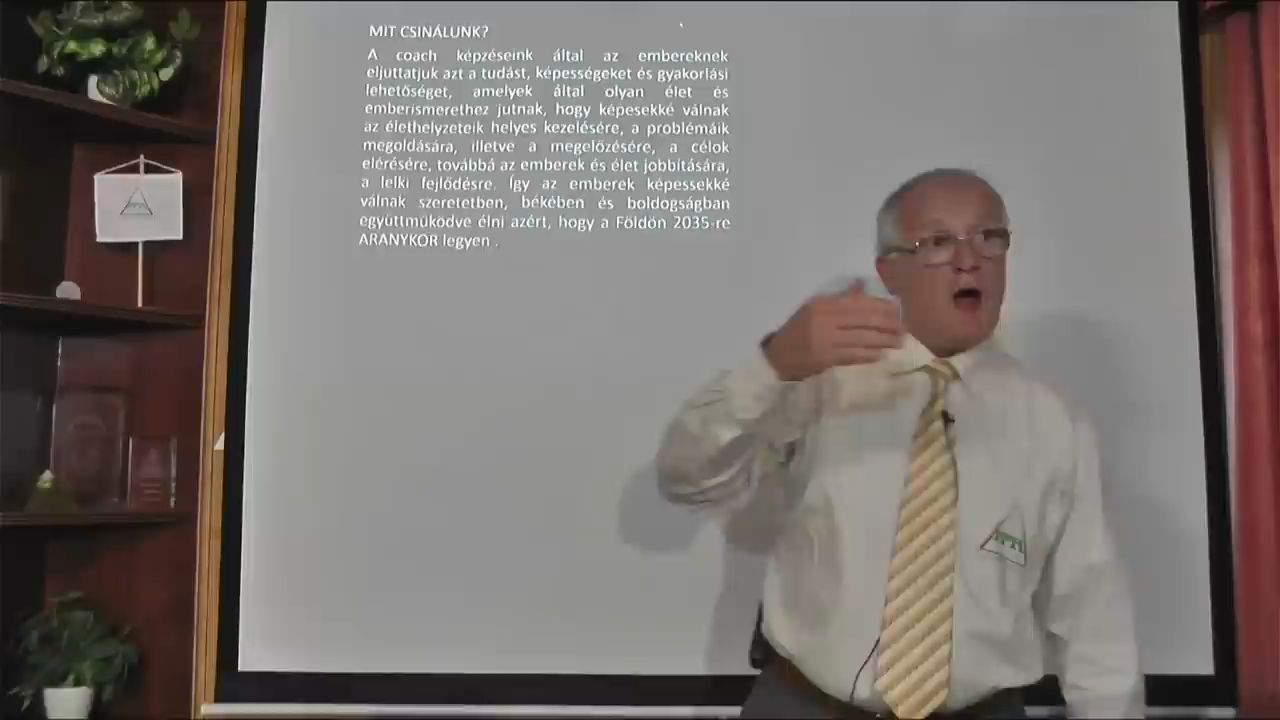 MIT CSINÁLUNK?
A coach képzéseink által az embereknek
eljuttatjuk azt a tudást, képességeket és gyakorlási
lehetőséget, amelyek által olyan élet és
emberismerethez jutnak, hogy képesekké válnak
az élethelyzeteik helyes kezelésére, a problémáik
megoldására, illetve a megelőzésére, a célok
elérésére, továbbá az emberek és élet jobbítására,
a lelki fejlődésre. Így az emberek képessekké
válnak szeretetben, békében és boldogságban
együttműködve élni azért, hogy a Földön 2035-re
ARANYKOR legyen .